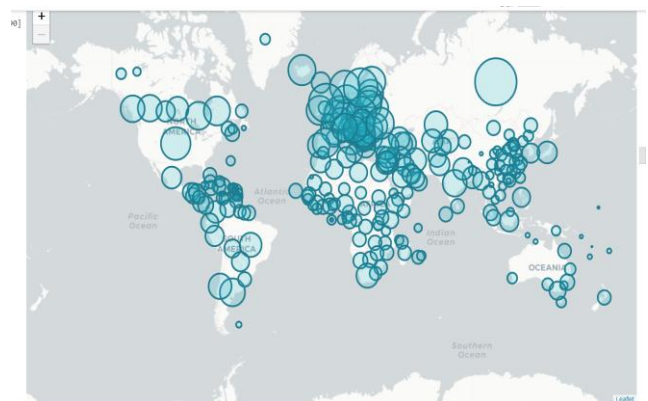 +
−
NORTH
AMERICA
Atlantic
Ocean
Pacific
Ocean
SOUTH
AMERICA
Indian
Ocean
OCEANIA
Southern
Ocean
Leaflet